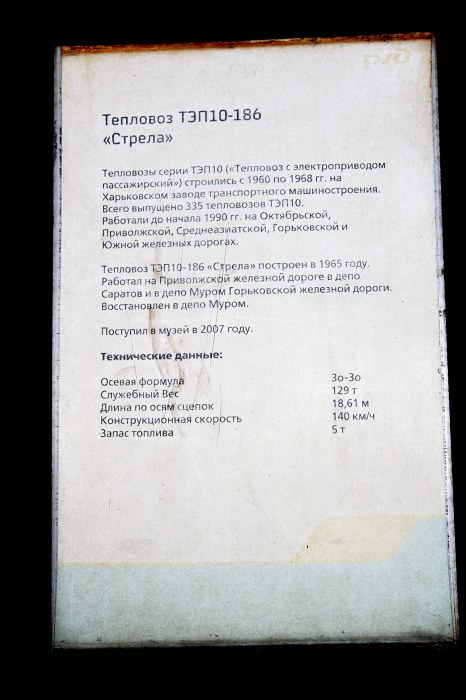 Тепловоз ТЭП10-186
«Стрела»
Тепловозы серии ТЭП10 («Тепловоз с электроприводом
пассажирский») строились с 1960 по 1968 гг. на
Харьковском заводе транспортного машиностроения.
Всего выпущено 335 тепловозов ТЭП10.
Работали до начала 1990 гг. на Октябрьской,
Приволжской, Среднеазиатской, Горьковской и
Южной железных дорогах.
Тепловоз ТЭП10-186 «Стрела» построен в 1965 году.
Работал на Приволжской железной дороге в депо
Саратов и в депо Муром Горьковской железной дороги.
Восстановлен в депо Муром.
Поступил в музей в 2007 году.
Технические данные:
Осевая формула 3о-3о
Служебный Вес 129 т
Длина по осям сцепок 18,61 м
Конструкционная скорость 140 км/ч
Запас топлива 5 т